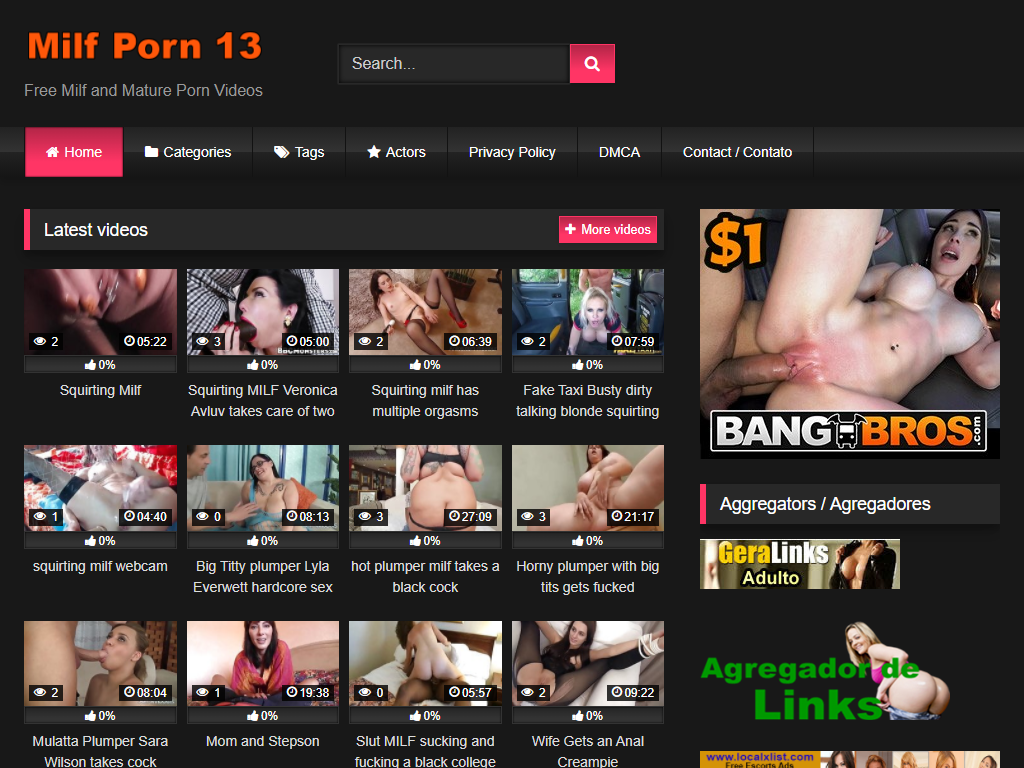 Milf Porn 13
Free Milf and Mature Porn Videos
Search...
Home
Categories
Tags
Actors
Privacy Policy
DMCA
Contact / Contato
Latest videos
More videos
2
05:22
0%
Squirting Milf
3
05:00
0%
Squirting MILF Veronica
Avluv takes care of two
2
06:39
0%
Squirting milf has
multiple orgasms
2
07:59
0%
Fake Taxi Busty dirty
talking blonde squirting
1
04:40
0%
squirting milf webcam
0
08:13
0%
Big Titty plumper Lyla
Everwett hardcore sex
3
27:09
0%
hot plumper milf takes a
black cock
3
21:17
0%
Horny plumper with big
tits gets fucked
2
08:04
0%
Mulatta Plumper Sara
Wilson takes cock
1
19:38
0%
Mom and Stepson
0
05:57
0%
Slut MILF sucking and
fucking a black college
2
09:22
0%
Wife Gets an Anal
Creampie
$1
BANGBROS.com
Aggregators / Agregadores
GeraLinks
Adulto
Agregador de
Links
www.localxlist.com
Free Escorts Ads